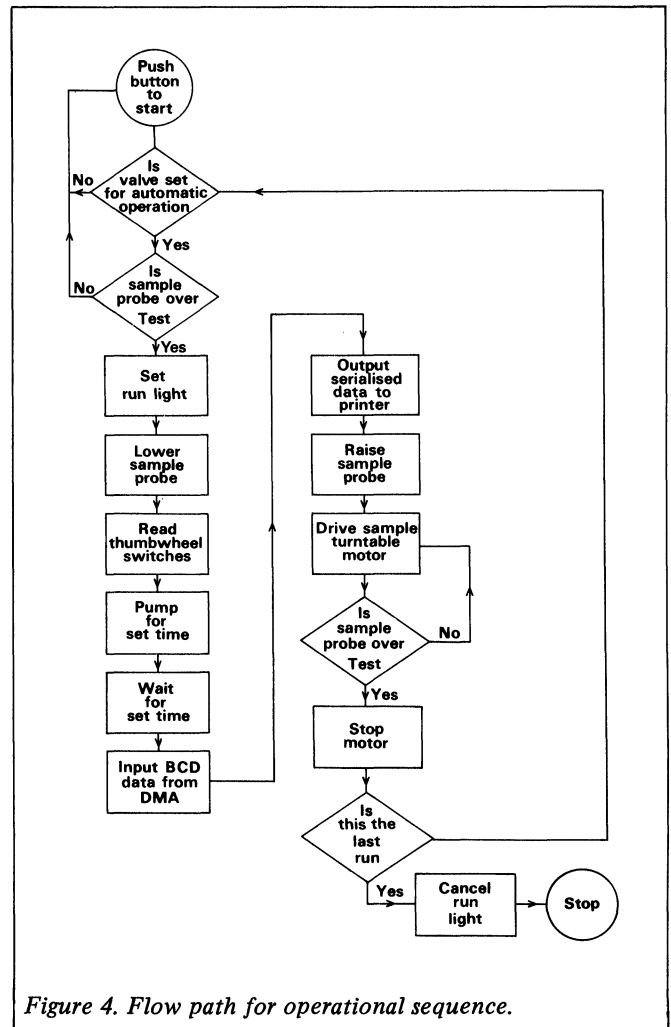 Push
button
to
start
Is
valve set
for automatic
operation
No
Yes
Is
sample
probe over
Test
No
Yes
Set
run light
Lower
sample
probe
Read
thumbwheel
switches
Pump
for
set time
Wait
for
set time
Input BCD
data from
DMA
Output
serialised
data to
printer
Raise
sample
probe
Drive sample
turntable
motor
Is
sample
probe over
Test
No
Yes
Stop
motor
Is
this the
last
run
Yes
Cancel
run
light
Stop
Figure 4. Flow path for operational sequence.